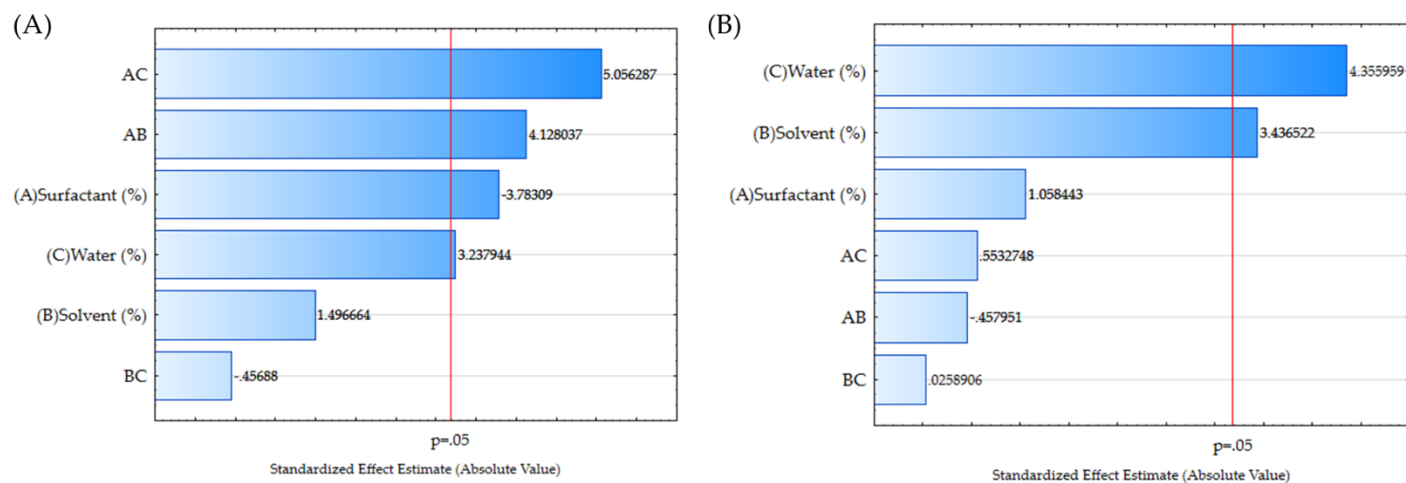 (A)
AC
5.056287
AB
4.128037
(A)Surfactant (%)
-3.78309
(C)Water (%)
3.237944
(B)Solvent (%)
1.496664
BC
-.45688
p=.05
Standardized Effect Estimate (Absolute Value)
(B)
(C)Water (%)
4.355959
(B)Solvent (%)
3.436522
(A)Surfactant (%)
1.058443
AC
.5532748
AB
-.457951
BC
.0258906
p=.05
Standardized Effect Estimate (Absolute Value)